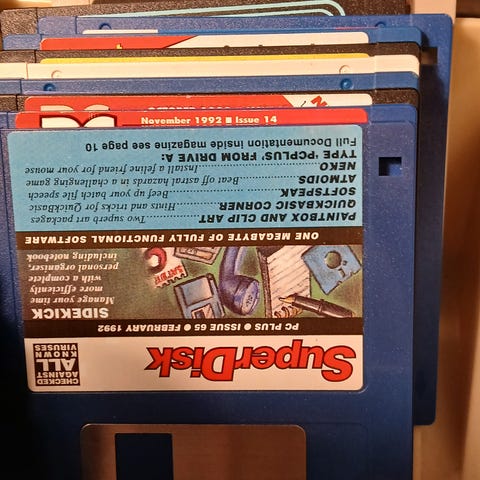 November 1992 ■ Issue 14
SuperDisk
CHECKED
AGAINST
ALL
KNOWN
VIRUSES
PC PLUS ● ISSUE 65 ● FEBRUARY 1992
SIDEKICK
Manage your time
more efficiently
with a complete
personal organiser,
including notebook
ONE MEGABYTE OF FULLY FUNCTIONAL SOFTWARE
PAINTBOX AND CLIP ART Two superb art packages
QUICKBASIC CORNER Hints and tricks for QuickBasic
SOFTSPEAK Beef up your batch files
ATMOIDS Beat off astral hazards in challenging game
NEKO Install a feline friend for your mouse
TYPE 'PCPLUS' FROM DRIVE A:
Full Documentation inside magazine see page 10